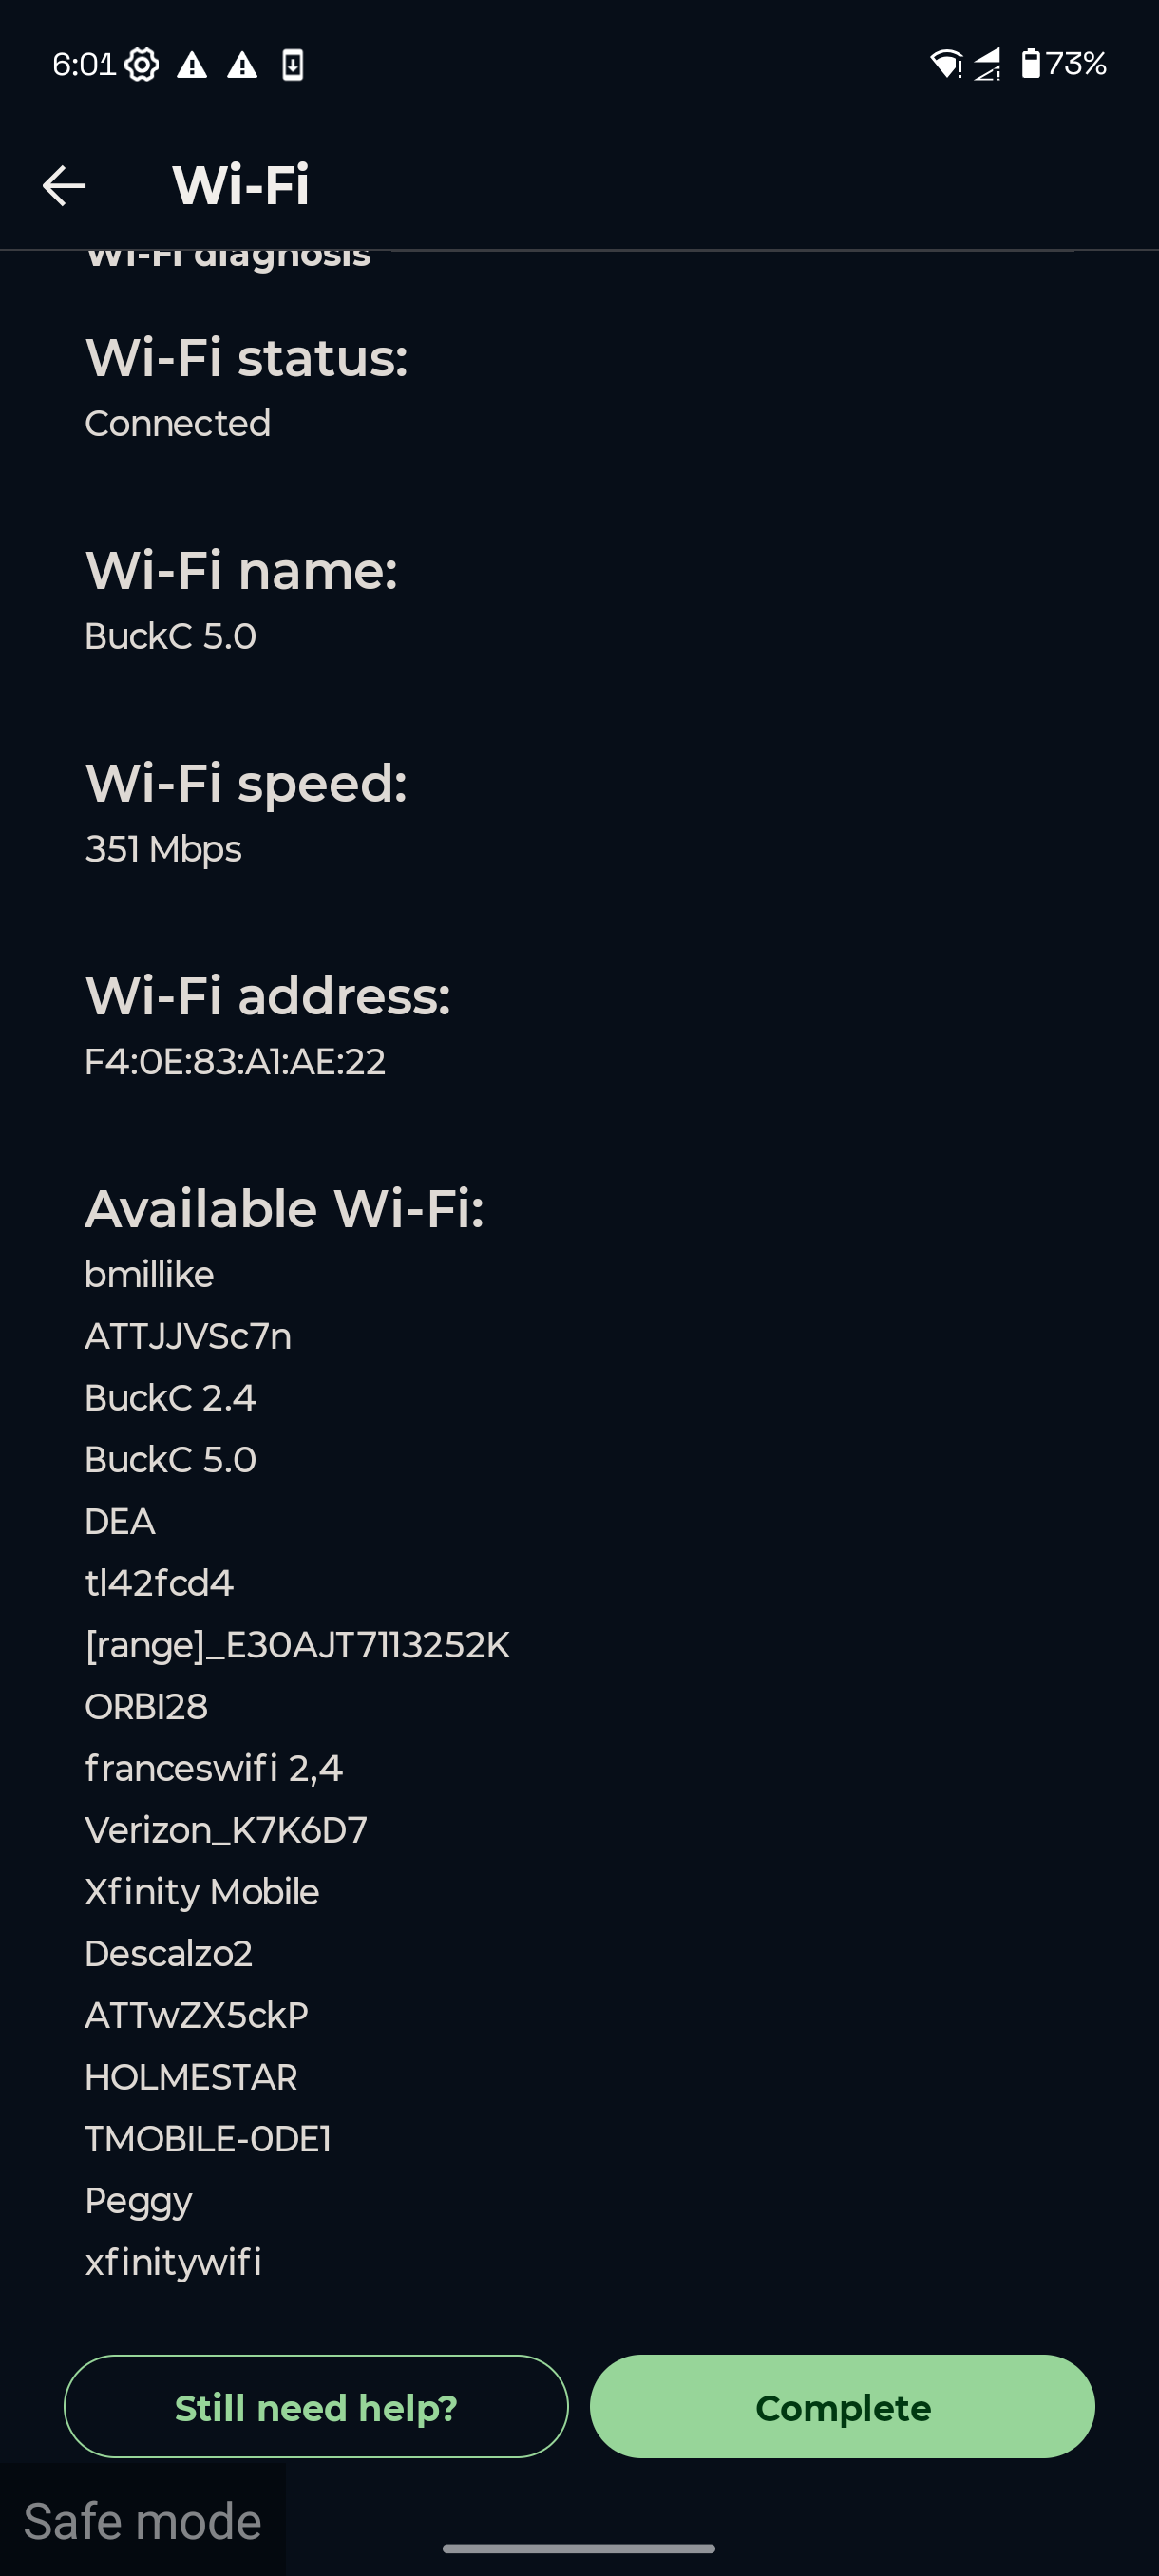 6:01
73%
Wi-Fi
Wi-Fi diagnosis
Wi-Fi status:
Connected
Wi-Fi name:
BuckC 5.0
Wi-Fi speed:
351 Mbps
Wi-Fi address:
F4:0E:83:A1:AE:22
Available Wi-Fi:
bmillike
ATTJJVSc7n
BuckC 2.4
BuckC 5.0
DEA
tl42fcd4
[range]_E30AJT7113252K
ORBI28
franceswifi 2,4
Verizon_K7K6D7
Xfinity Mobile
Descalzo2
ATTwZX5ckP
HOLMESTAR
TMOBILE-0DE1
Peggy
xfinitywifi
Still need help?
Complete
Safe mode